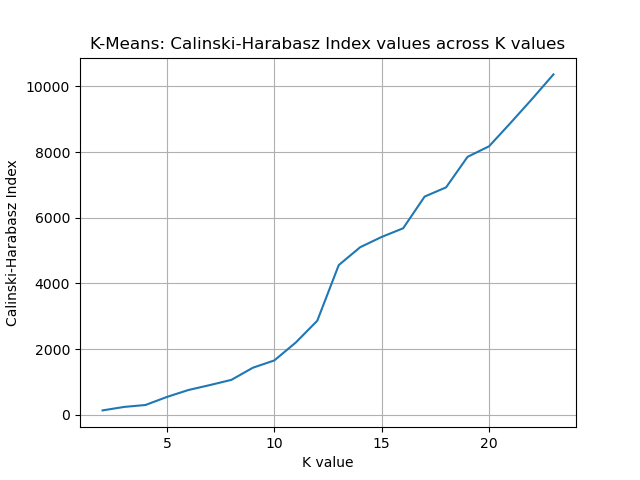 K-Means: Calinski-Harabasz Index values across K values
10000
8000
6000
4000
2000
0
Calinski-Harabasz Index
5 10 15 20
K value